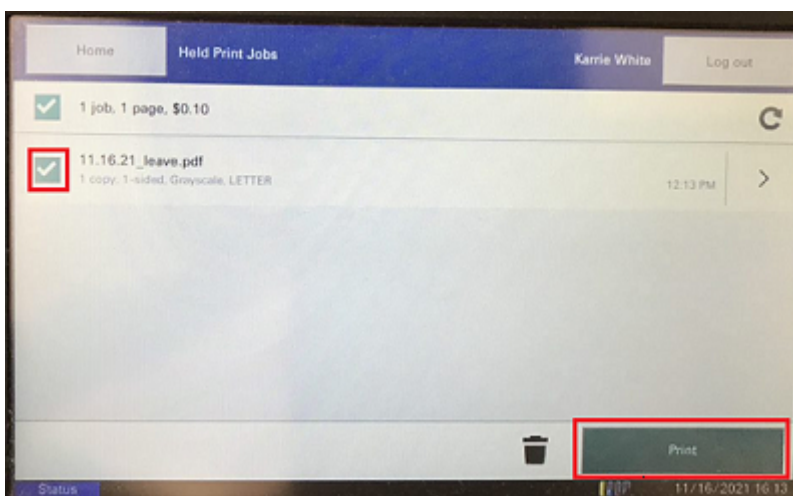 Home
Held Print Jobs
Karrie White
Log out
1 job, 1 page, $0.10
11.16.21_leave.pdf
1 copy, 1-sided, Grayscale, LETTER
12:13 PM
Print
Status
11/16/2021 16:13